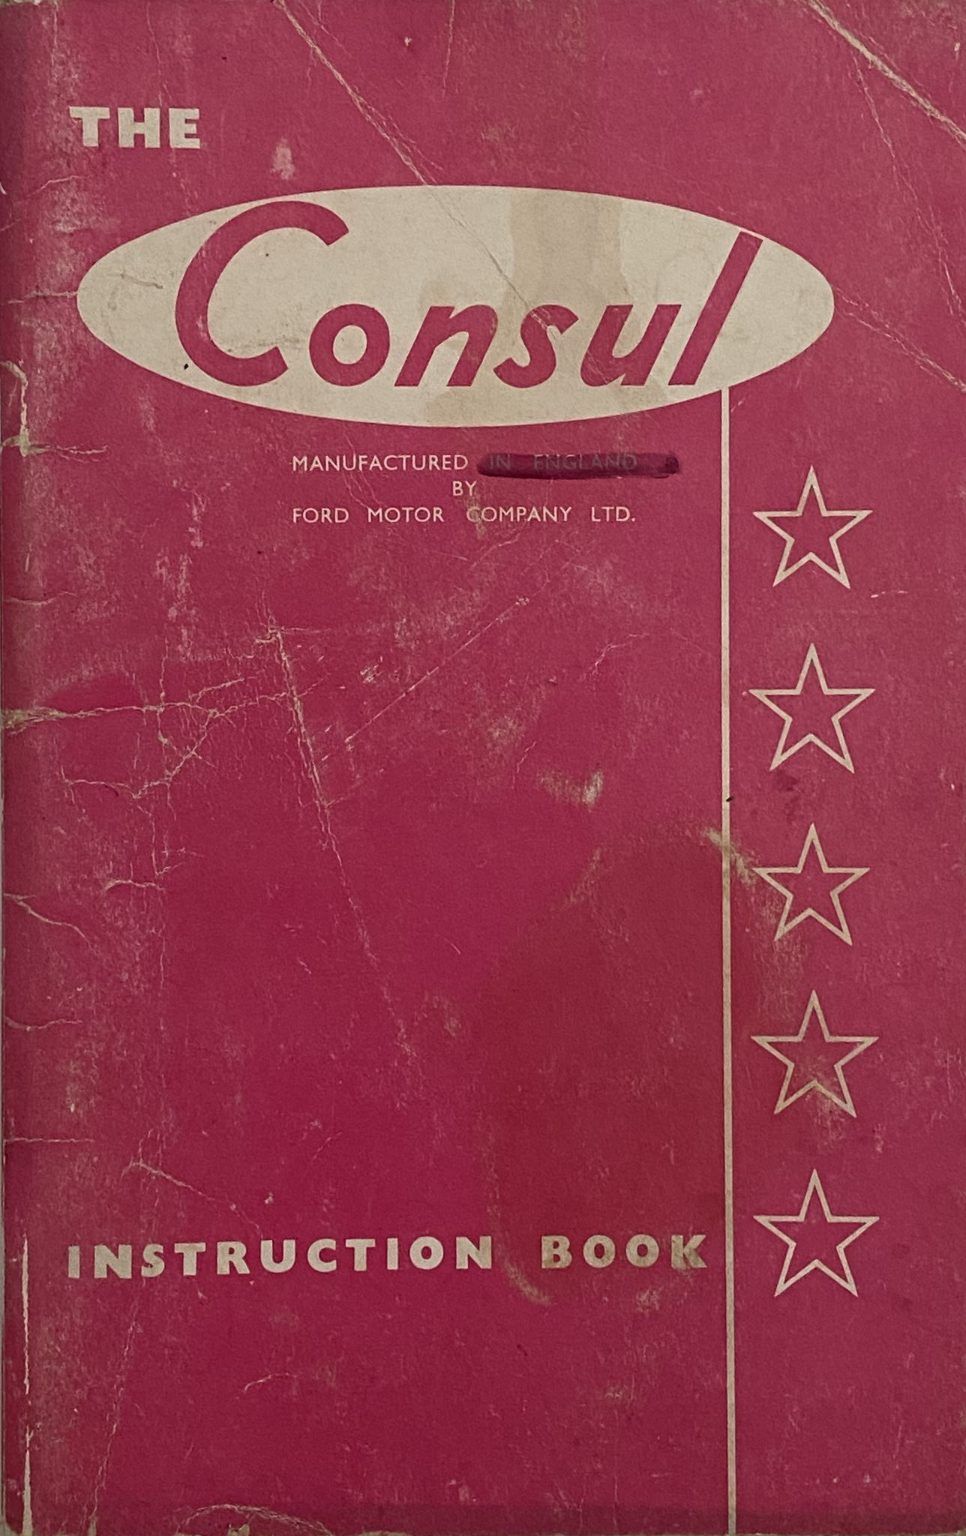 THE
Consul
MANUFACTURED IN ENGLAND
BY
FORD MOTOR COMPANY LTD.
INSTRUCTION BOOK